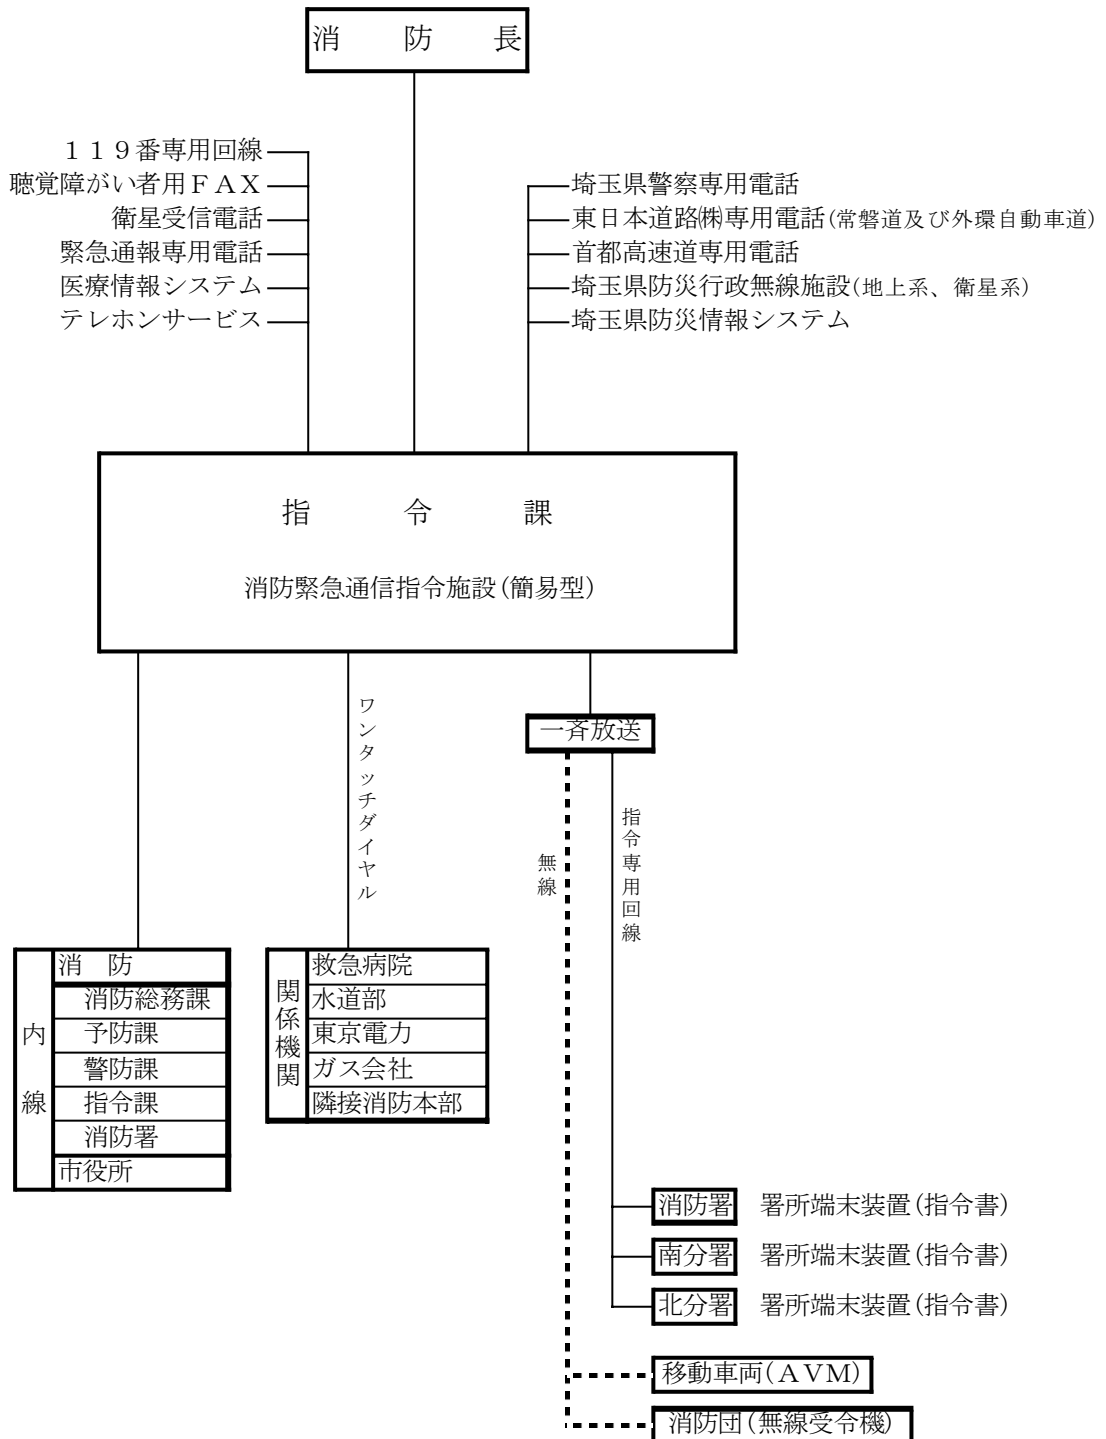 消　防　長
１１９番専用回線
聴覚障がい者用ＦＡＸ
衛星受信電話
緊急通報専用電話
医療情報システム
テレホンサービス
埼玉県警察専用電話
東日本道路㈱専用電話(常磐道及び外環自動車道)
首都高速道専用電話
埼玉県防災行政無線施設(地上系、衛星系)
埼玉県防災情報システム
指　令　課
消防緊急通信指令施設(簡易型)
ワンタッチダイヤル
一斉放送
無線
指令専用回線
内線
消　防
消防総務課
予防課
警防課
指令課
消防署
市役所
関係機関
救急病院
水道部
東京電力
ガス会社
隣接消防本部
消防署　署所端末装置(指令書)
南分署　署所端末装置(指令書)
北分署　署所端末装置(指令書)
移動車両(ＡＶＭ)
消防団(無線受令機)